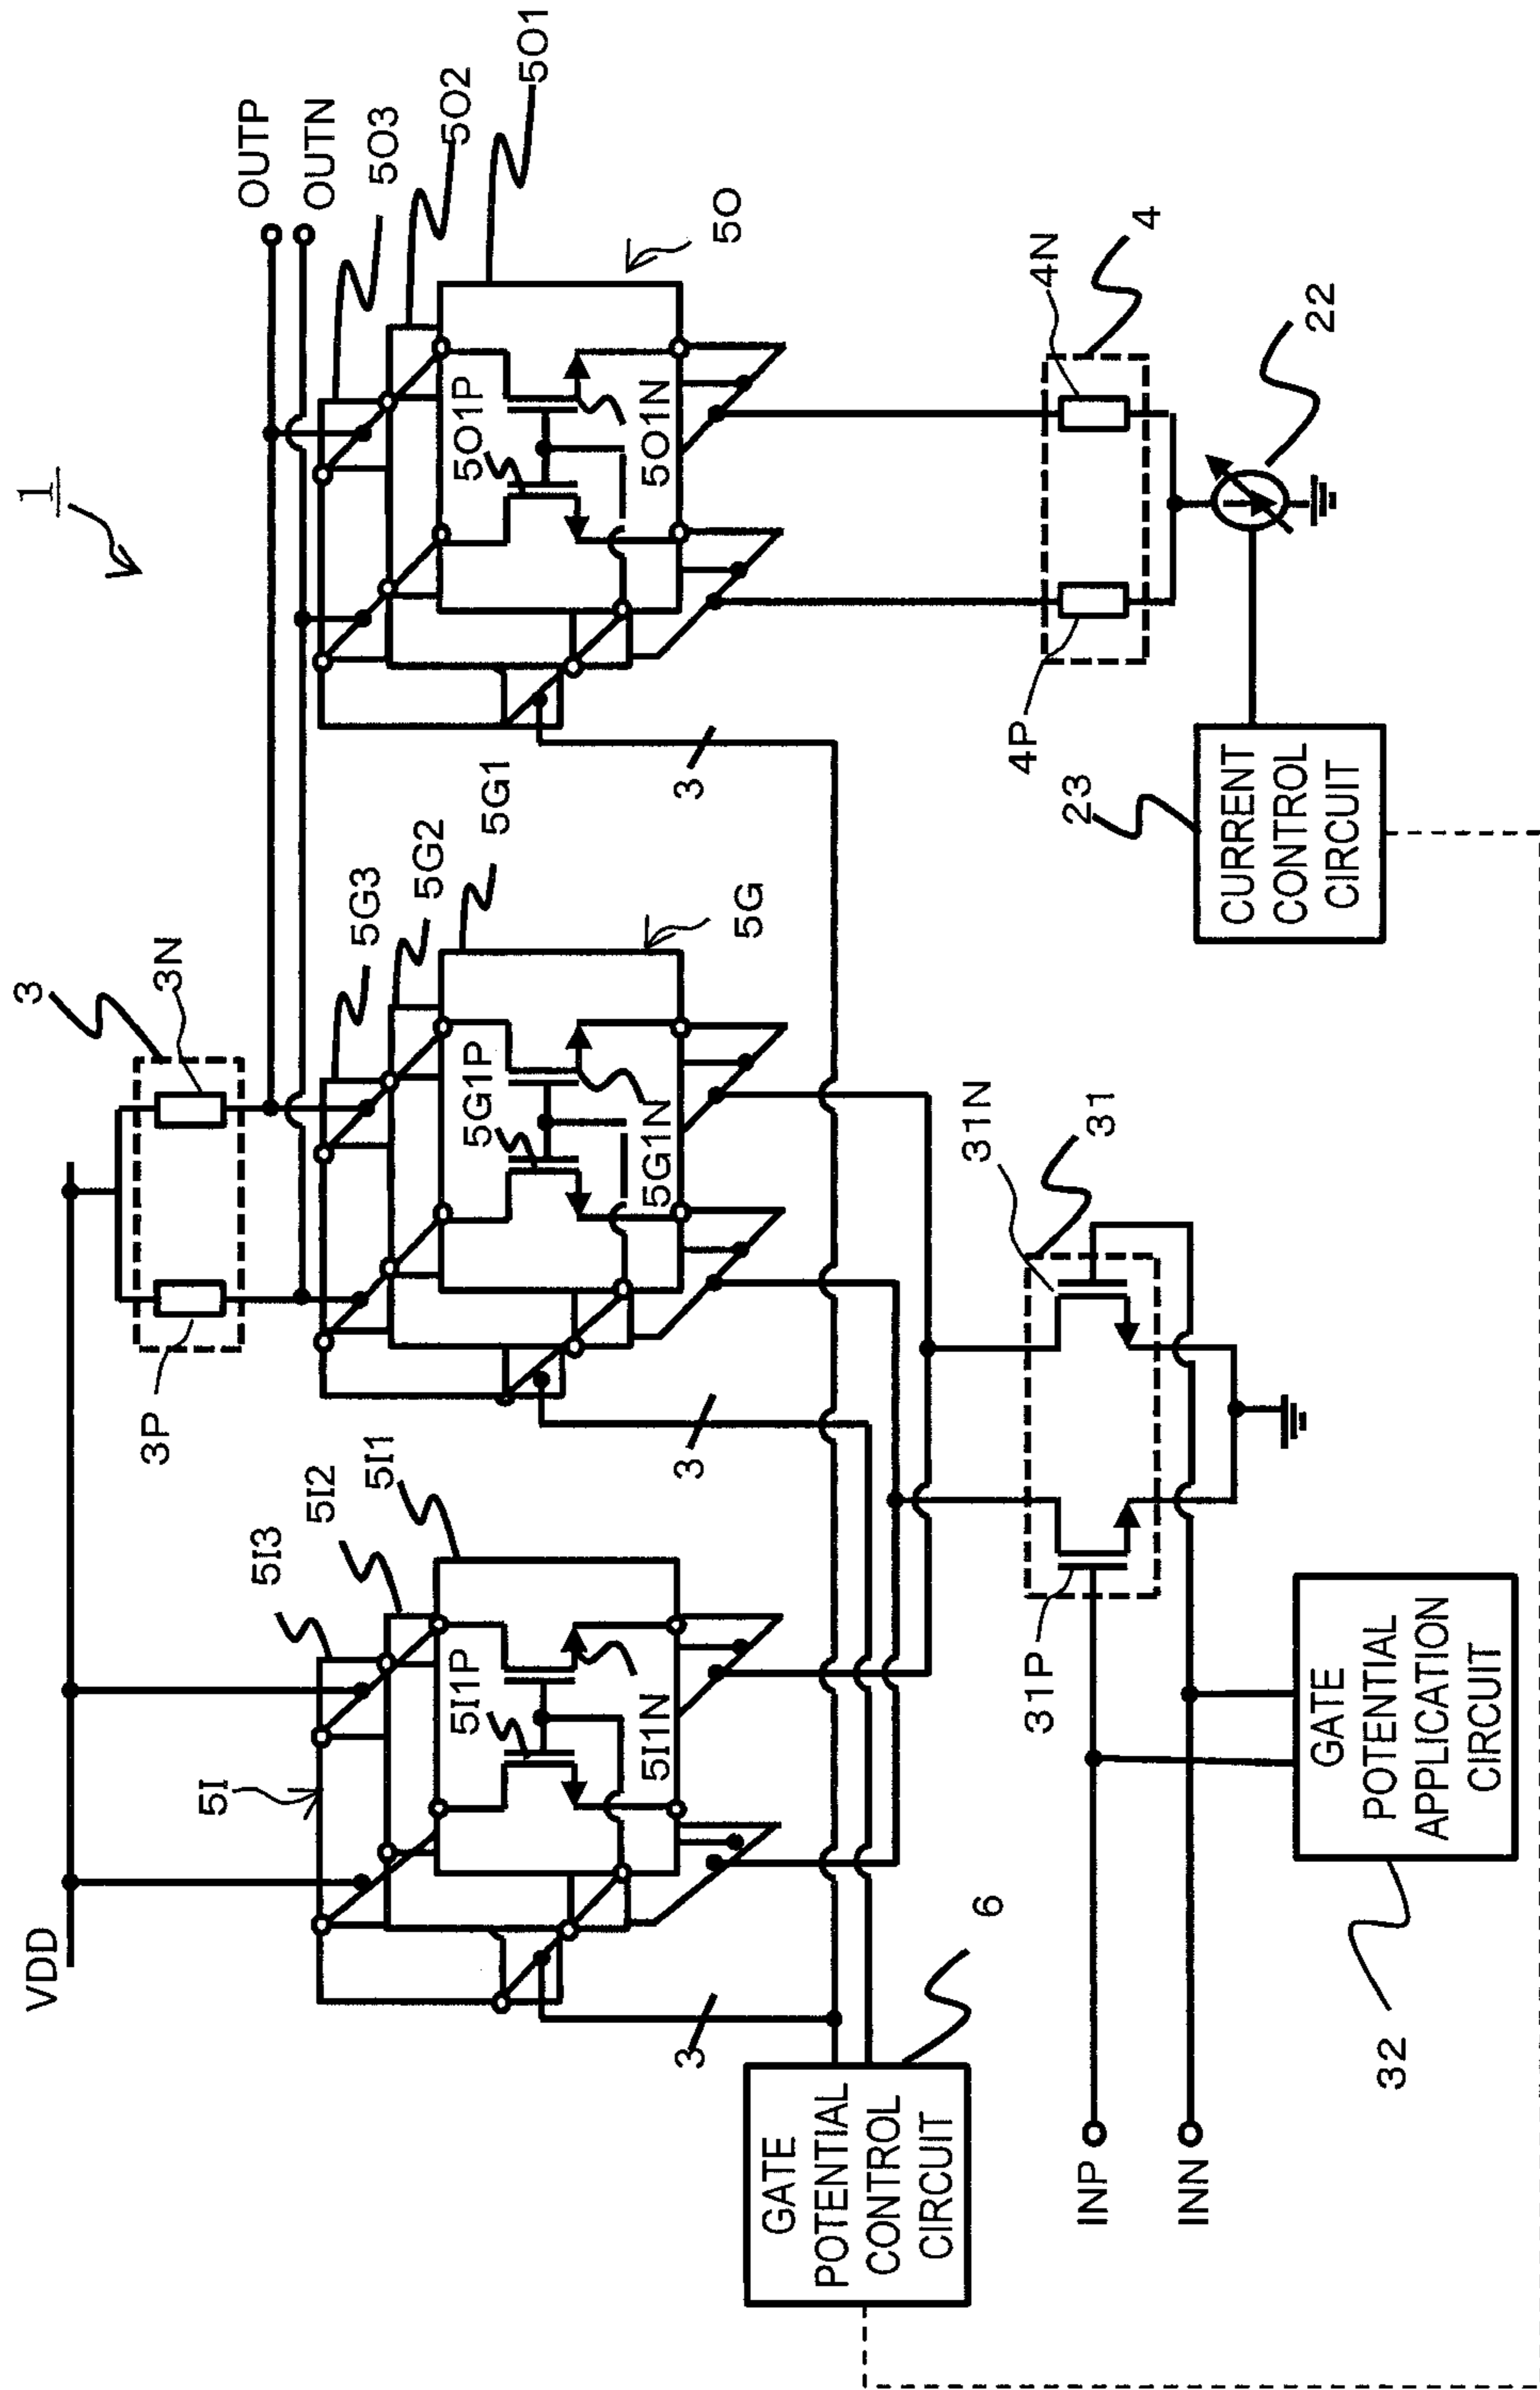 1
VDD
3
3P
3N
OUTP
OUTN
5I
5I3
5I2
5I1
5I1P
5I1N
5G3
5G2
5G1
5G
5G1P
5G1N
5O3
5O2
5O1
5O
5O1P
5O1N
3
3
3
GATE
POTENTIAL
CONTROL
CIRCUIT
6
4
4P
4N
22
23
CURRENT
CONTROL
CIRCUIT
31
31P
31N
INP
INN
GATE
POTENTIAL
APPLICATION
CIRCUIT
32